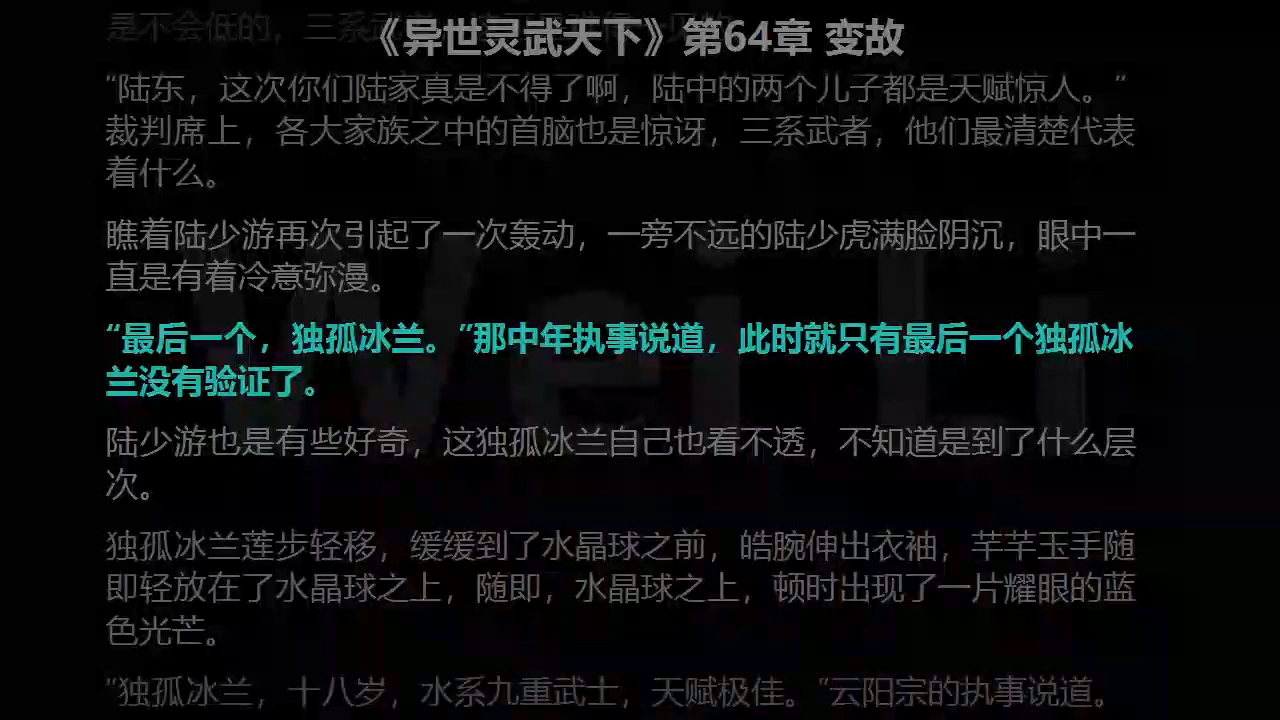 《异世灵武天下》第64章 变故
是不会低的，三系武
“陆东，这次你们陆家真是不得了啊，陆中的两个儿子都是天赋惊人。”
裁判席上，各大家族之中的首脑也是惊讶，三系武者，他们最清楚代表
着什么。
瞧着陆少游再次引起了一次轰动，一旁不远的陆少虎满脸阴沉，眼中一
直是有着冷意弥漫。
“最后一个，独孤冰兰。”那中年执事说道，此时就只有最后一个独孤冰
兰没有验证了。
陆少游也是有些好奇，这独孤冰兰自己也看不透，不知道是到了什么层
次。
独孤冰兰莲步轻移，缓缓到了水晶球之前，皓腕伸出衣袖，芊芊玉手随
即轻放在了水晶球之上，随即，水晶球之上，顿时出现了一片耀眼的蓝
色光芒。
“独孤冰兰，十八岁，水系九重武士，天赋极佳。”云阳宗的执事说道。
Wei Li